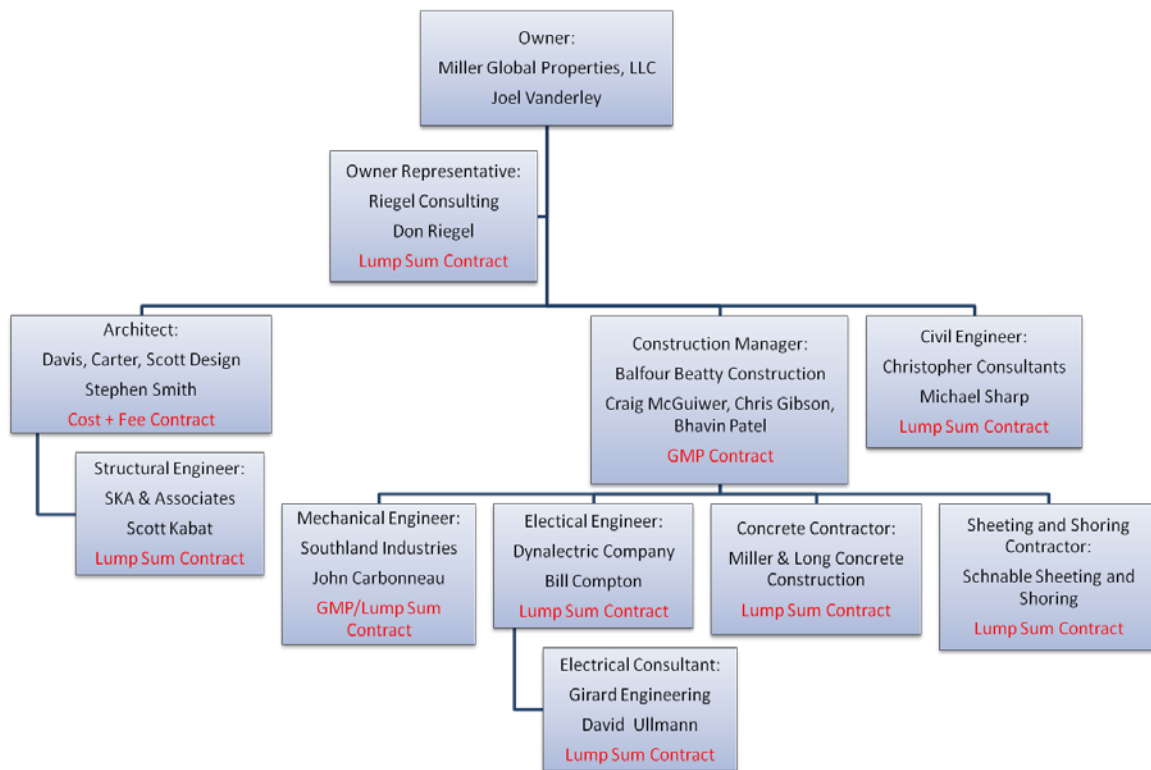 Owner:
Miller Global Properties, LLC
Joel Vanderley
Owner Representative:
Riegel Consulting
Don Riegel
Lump Sum Contract
Architect:
Davis, Carter, Scott Design
Stephen Smith
Cost + Fee Contract
Construction Manager:
Balfour Beatty Construction
Craig McGuiwer, Chris Gibson,
Bhavin Patel
GMP Contract
Civil Engineer:
Christopher Consultants
Michael Sharp
Lump Sum Contract
Structural Engineer:
SKA & Associates
Scott Kabat
Lump Sum Contract
Mechanical Engineer:
Southland Industries
John Carbonneau
GMP/Lump Sum
Contract
Electical Engineer:
Dynalectric Company
Bill Compton
Lump Sum Contract
Concrete Contractor:
Miller & Long Concrete
Construction
Lump Sum Contract
Sheeting and Shoring
Contractor:
Schnable Sheeting and
Shoring
Lump Sum Contract
Electrical Consultant:
Girard Engineering
David Ullmann
Lump Sum Contract